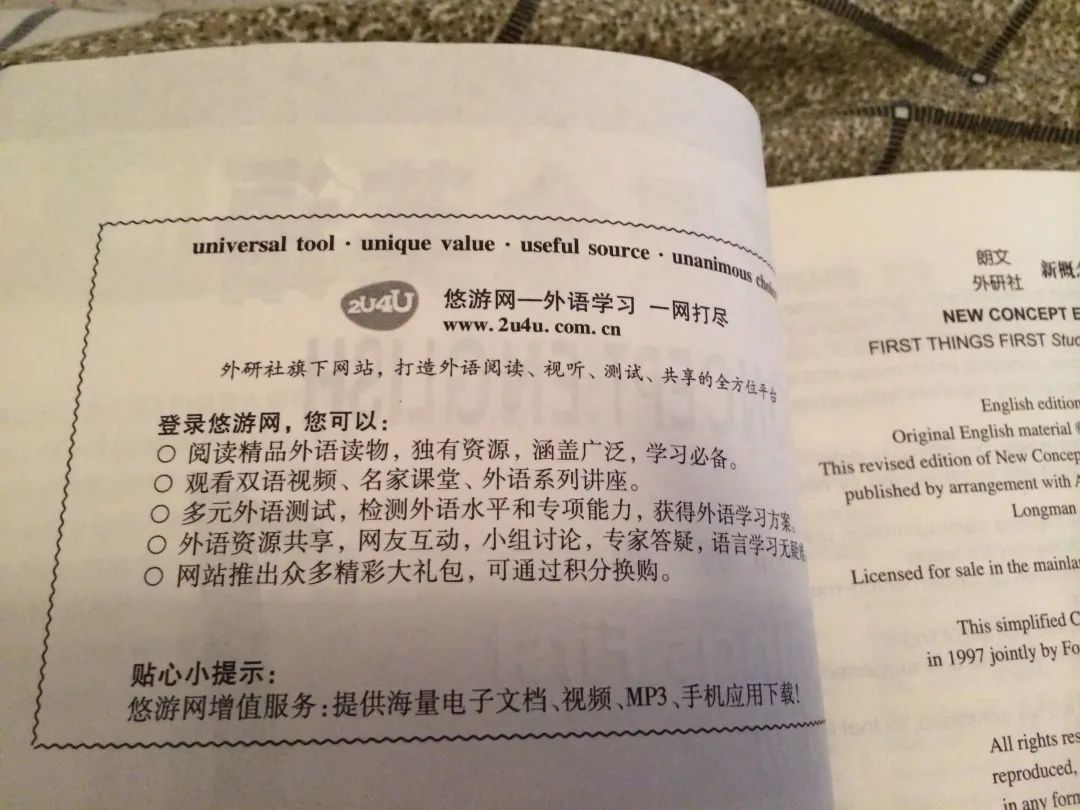 universal tool · unique value · useful source · unanimous choice
2U4U
悠游网—外语学习 一网打尽
www. 2u4u. com. cn
外研社旗下网站，打造外语阅读、视听、测试、共享的全方位平台
登录悠游网，您可以：
○ 阅读精品外语读物，独有资源，涵盖广泛，学习必备。
○ 观看双语视频、名家课堂、外语系列讲座。
○ 多元外语测试，检测外语水平和专项能力，获得外语学习方案。
○ 外语资源共享，网友互动，小组讨论，专家答疑，语言学习无疑
○ 网站推出众多精彩大礼包，可通过积分换购。
贴心小提示：
悠游网增值服务：提供海量电子文档、视频、MP3、手机应用下载！
朗文
外研社 新概
NEW CONCEPT E
FIRST THINGS FIRST Stu
English edition
Original English material ©
This revised edition of New Concep
published by arrangement with A
Longman
Licensed for sale in the mainla
This simplified C
in 1997 jointly by Fo
All rights res
reproduced,
in any form